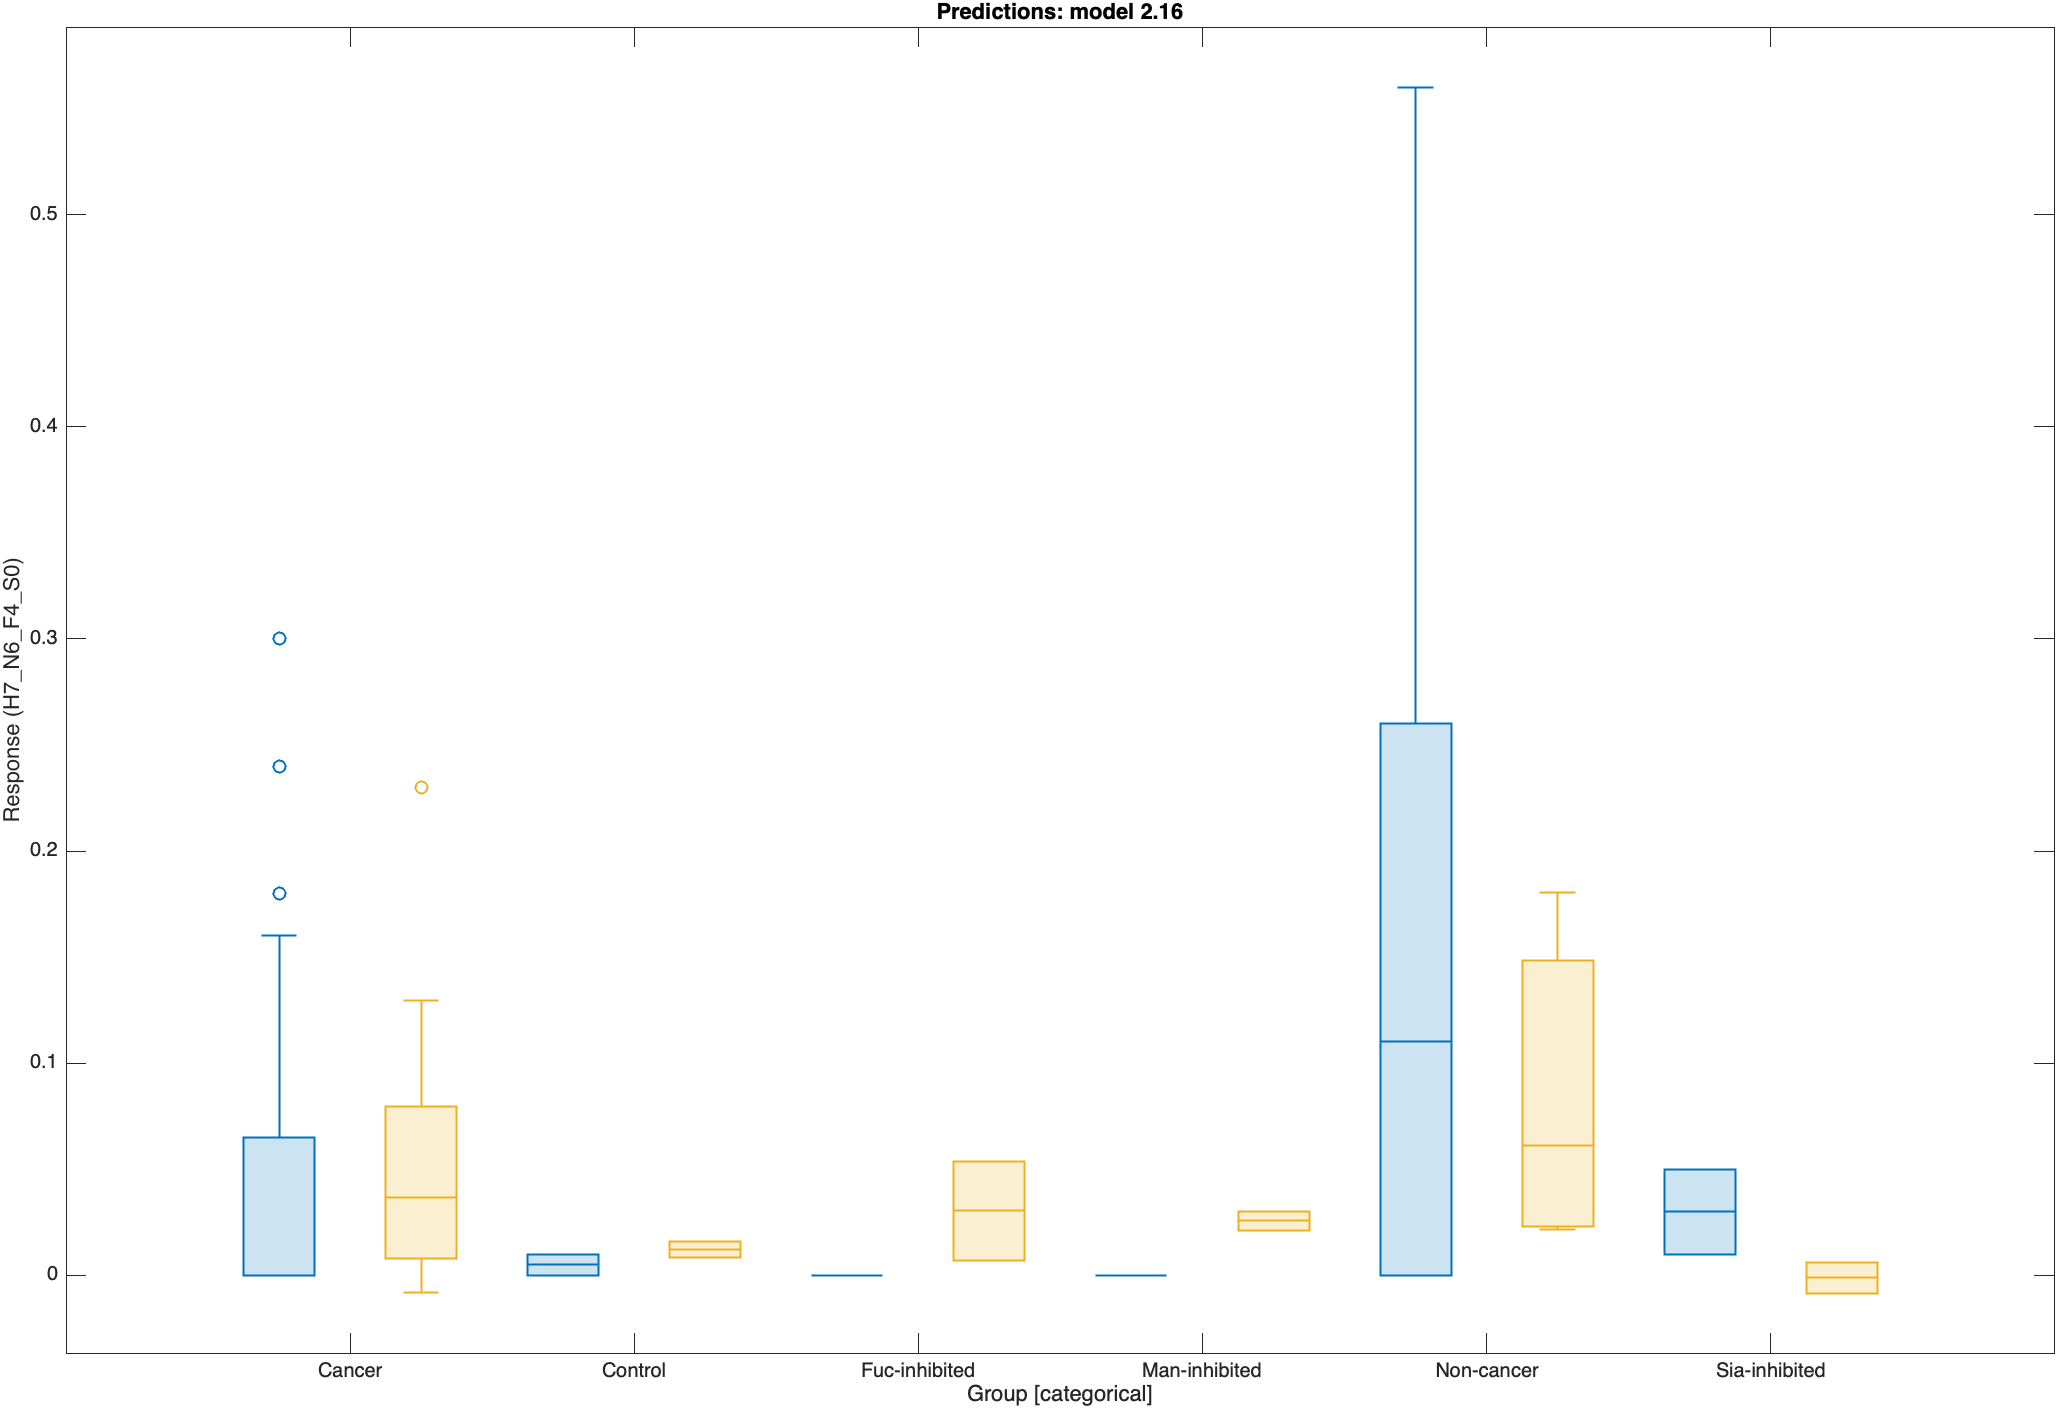 Predictions: model 2.16
Response (H7_N6_F4_S0)
0.5
0.4
0.3
0.2
0.1
0
Cancer Control Fuc-inhibited Man-inhibited Non-cancer Sia-inhibited
Group [categorical]